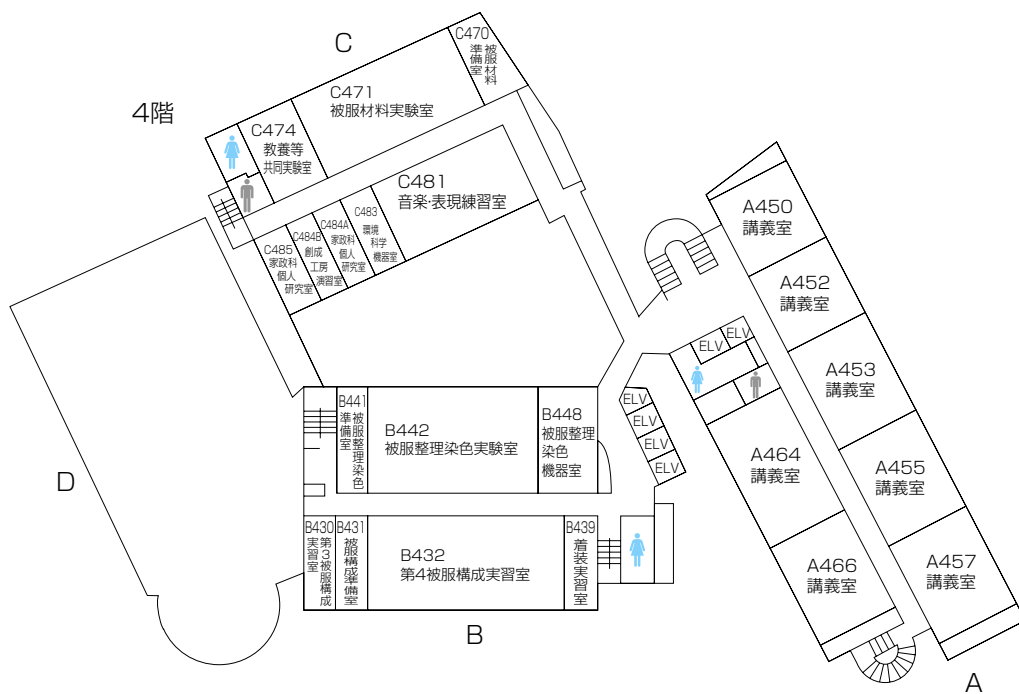 4階
C
C470
被服材料
準備室
C471
被服材料実験室
C474
教養等
共同実験室
C481
音楽・表現練習室
C483
環境
科学
機器室
C484A
家政科
個人
研究室
C484B
創成
工房
演習室
C485
家政科
個人
研究室
A450
講義室
A452
講義室
A453
講義室
A455
講義室
A457
講義室
A464
講義室
A466
講義室
ELV
ELV
ELV
ELV
ELV
ELV
B441
被服整理染色
準備室
B442
被服整理染色実験室
B448
被服整理
染色
機器室
B430
第3被服構成
実習室
B431
被服構成準備室
B432
第4被服構成実習室
B439
着装実習室
D
B
A